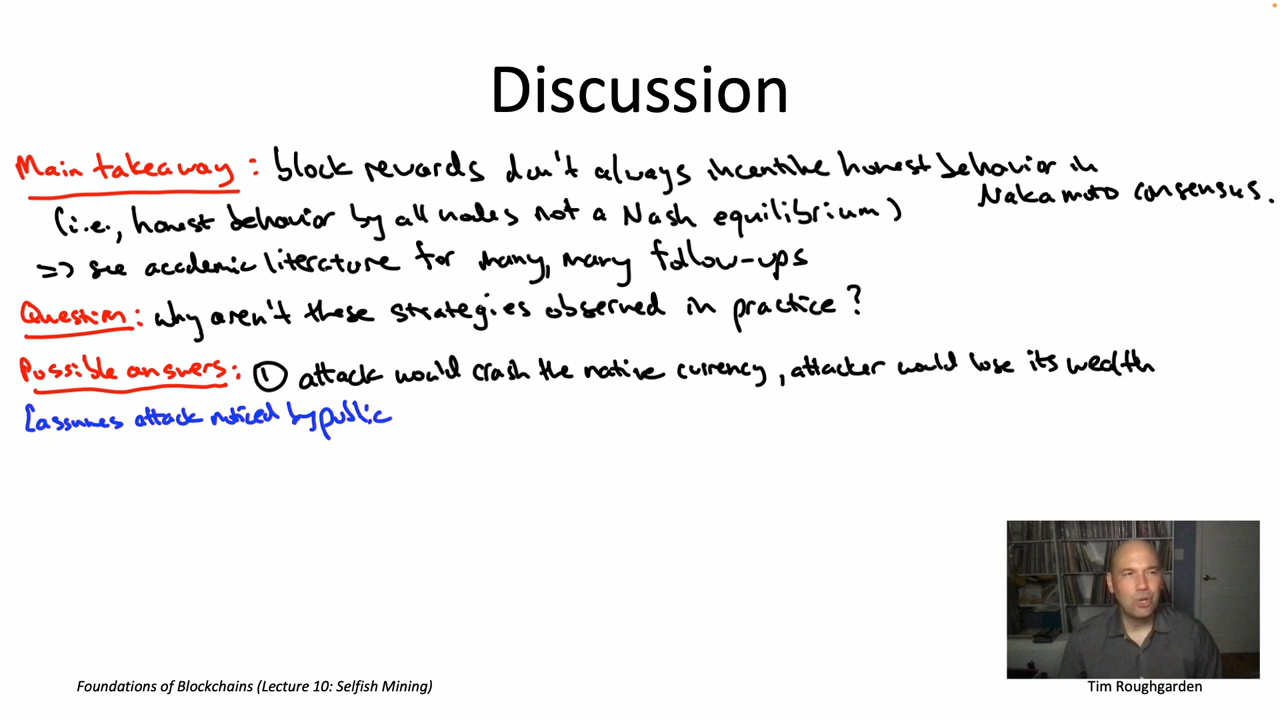 Discussion
Main takeaway: block rewards don't always incentive honest behavior in
Nakamoto consensus.
(i.e., honest behavior by all nodes not a Nash equilibrium)
=> see academic literature for many, many follow-ups
Question: why aren't these strategies observed in practice?
Possible answers: ① attack would crash the native currency, attacker would lose its wealth
[assumes attack noticed by public
Foundations of Blockchains (Lecture 10: Selfish Mining)
Tim Roughgarden